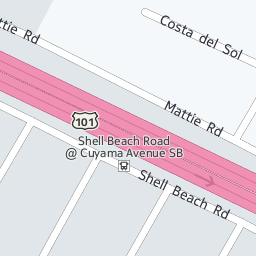 Mattie Rd
Costa del Sol
Mattie Rd
101
Shell Beach Road
@ Cuyama Avenue SB
Shell Beach Rd